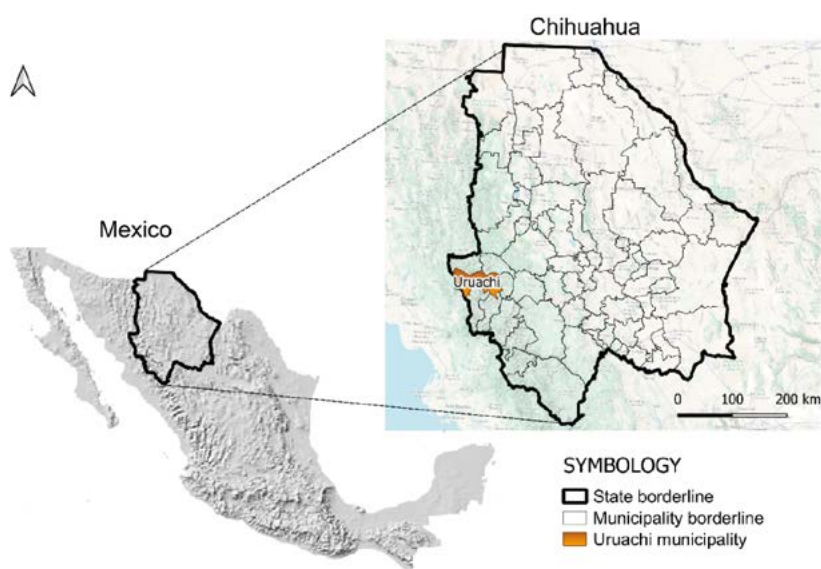 Chihuahua
Mexico
Uruachi
0 100 200 km
SYMBOLOGY
State borderline
Municipality borderline
Uruachi municipality